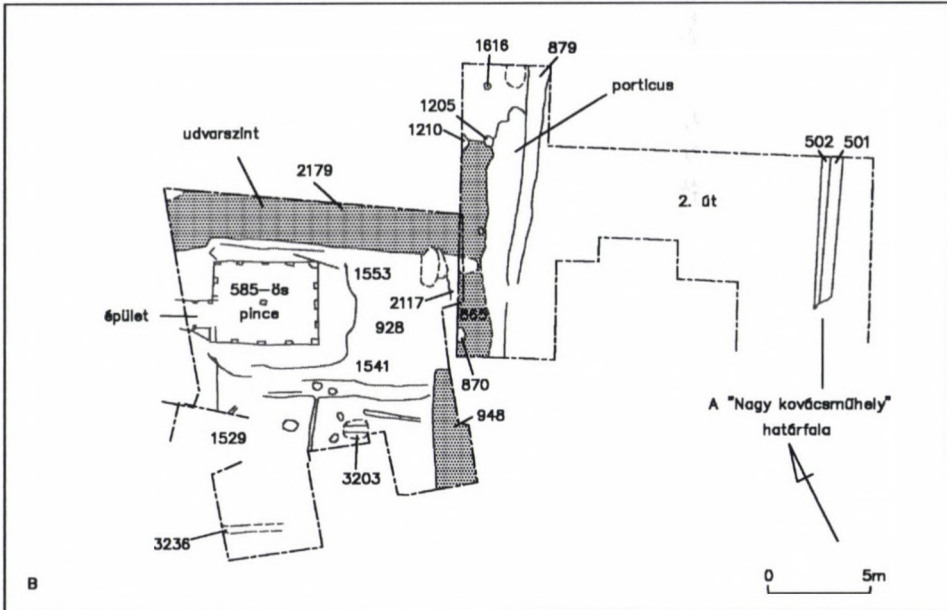 1616
879
porticus
1205
1210
udvarszint
2179
502 501
2. út
1553
585-ös
pince
épület
2117
865
928
870
1541
948
A "Nagy kovácsműhely"
határfala
1529
3203
3236
B
0 5m